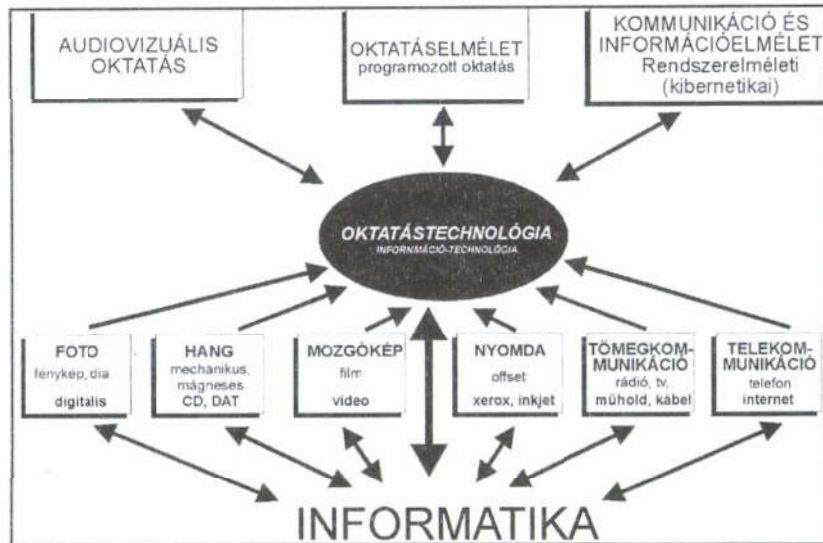 AUDIOVIZUÁLIS
OKTATÁS
OKTATÁSELMÉLET
programozott oktatás
KOMMUNIKÁCIÓ ÉS
INFORMÁCIÓELMÉLET
Rendszerelméleti
(kibernetikai)
OKTATÁSTECHNOLÓGIA
INFORNMÁCIÓ-TECHNOLÓGIA
FOTO
fénykép, dia
digitalis
HANG
mechanikus,
mágneses
CD, DAT
MOZGÓKÉP
film
video
NYOMDA
offset
xerox, inkjet
TÖMEGKOM-
MUNIKÁCIÓ
rádió, tv,
műhold, kábel
TELEKOM-
MUNIKÁCIÓ
telefon
internet
INFORMATIKA